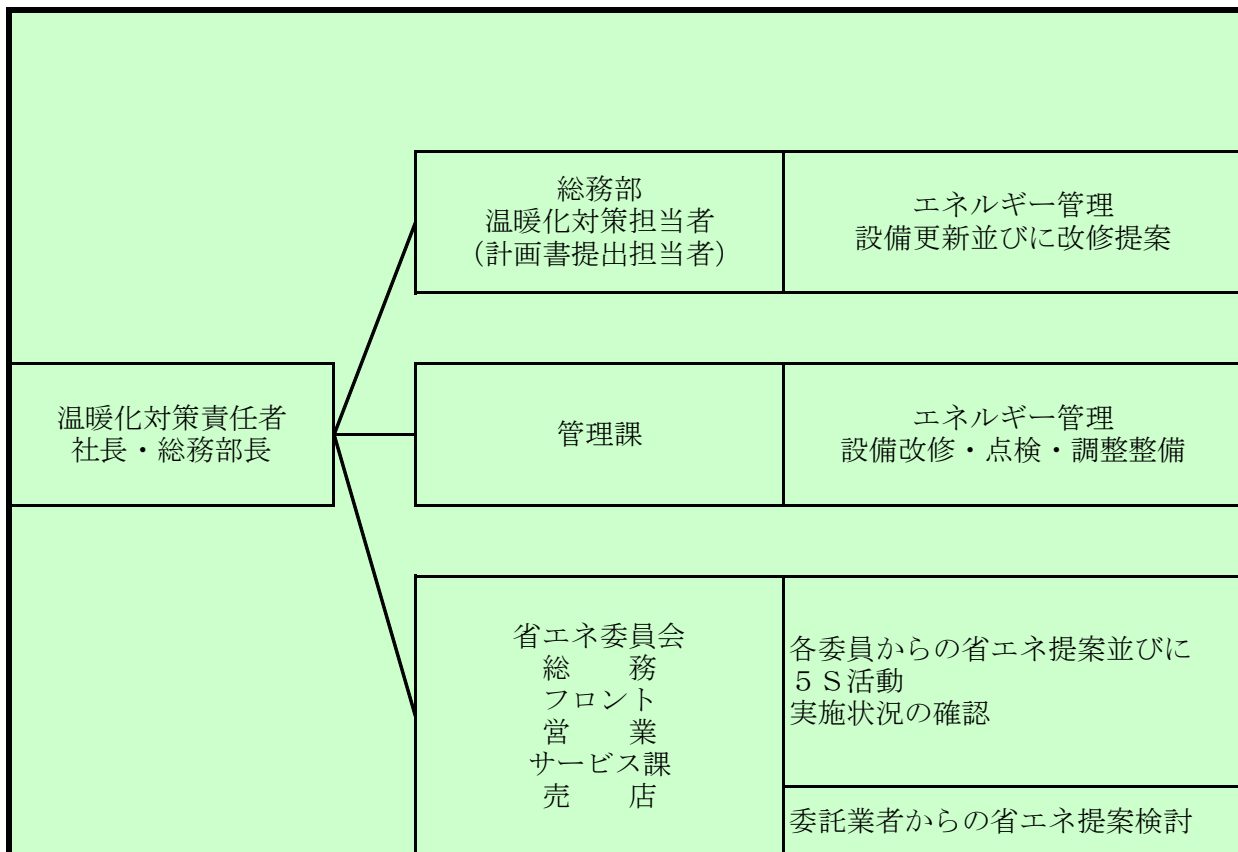 総務部
温暖化対策担当者
（計画書提出担当者）
エネルギー管理
設備更新並びに改修提案
温暖化対策責任者
社長・総務部長
管理課
エネルギー管理
設備改修・点検・調整整備
省エネ委員会
総　　務
フロント
営　　業
サービス課
売　　店
各委員からの省エネ提案並びに
５Ｓ活動
実施状況の確認
委託業者からの省エネ提案検討